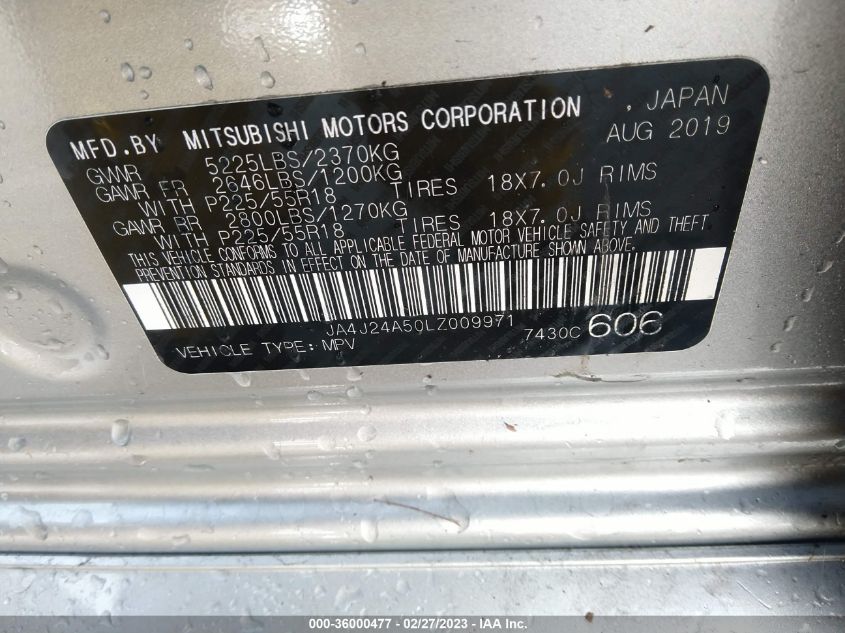 MFD.BY MITSUBISHI MOTORS CORPORATION , JAPAN
GVWR 5225LBS/2370KG AUG 2019
GAWR FR 2646LBS/1200KG
WITH P225/55R18 TIRES 18X7.0J RIMS
GAWR RR 2800LBS/1270KG
WITH P225/55R18 TIRES 18X7.0J RIMS
THIS VEHICLE CONFORMS TO ALL APPLICABLE FEDERAL MOTOR VEHICLE SAFETY AND THEFT
PREVENTION STANDARDS IN EFFECT ON THE DATE OF MANUFACTURE SHOWN ABOVE.
JA4J24A50LZ009971
VEHICLE TYPE: MPV 7430C 606
000-36000477 - 02/27/2023 - IAA Inc.